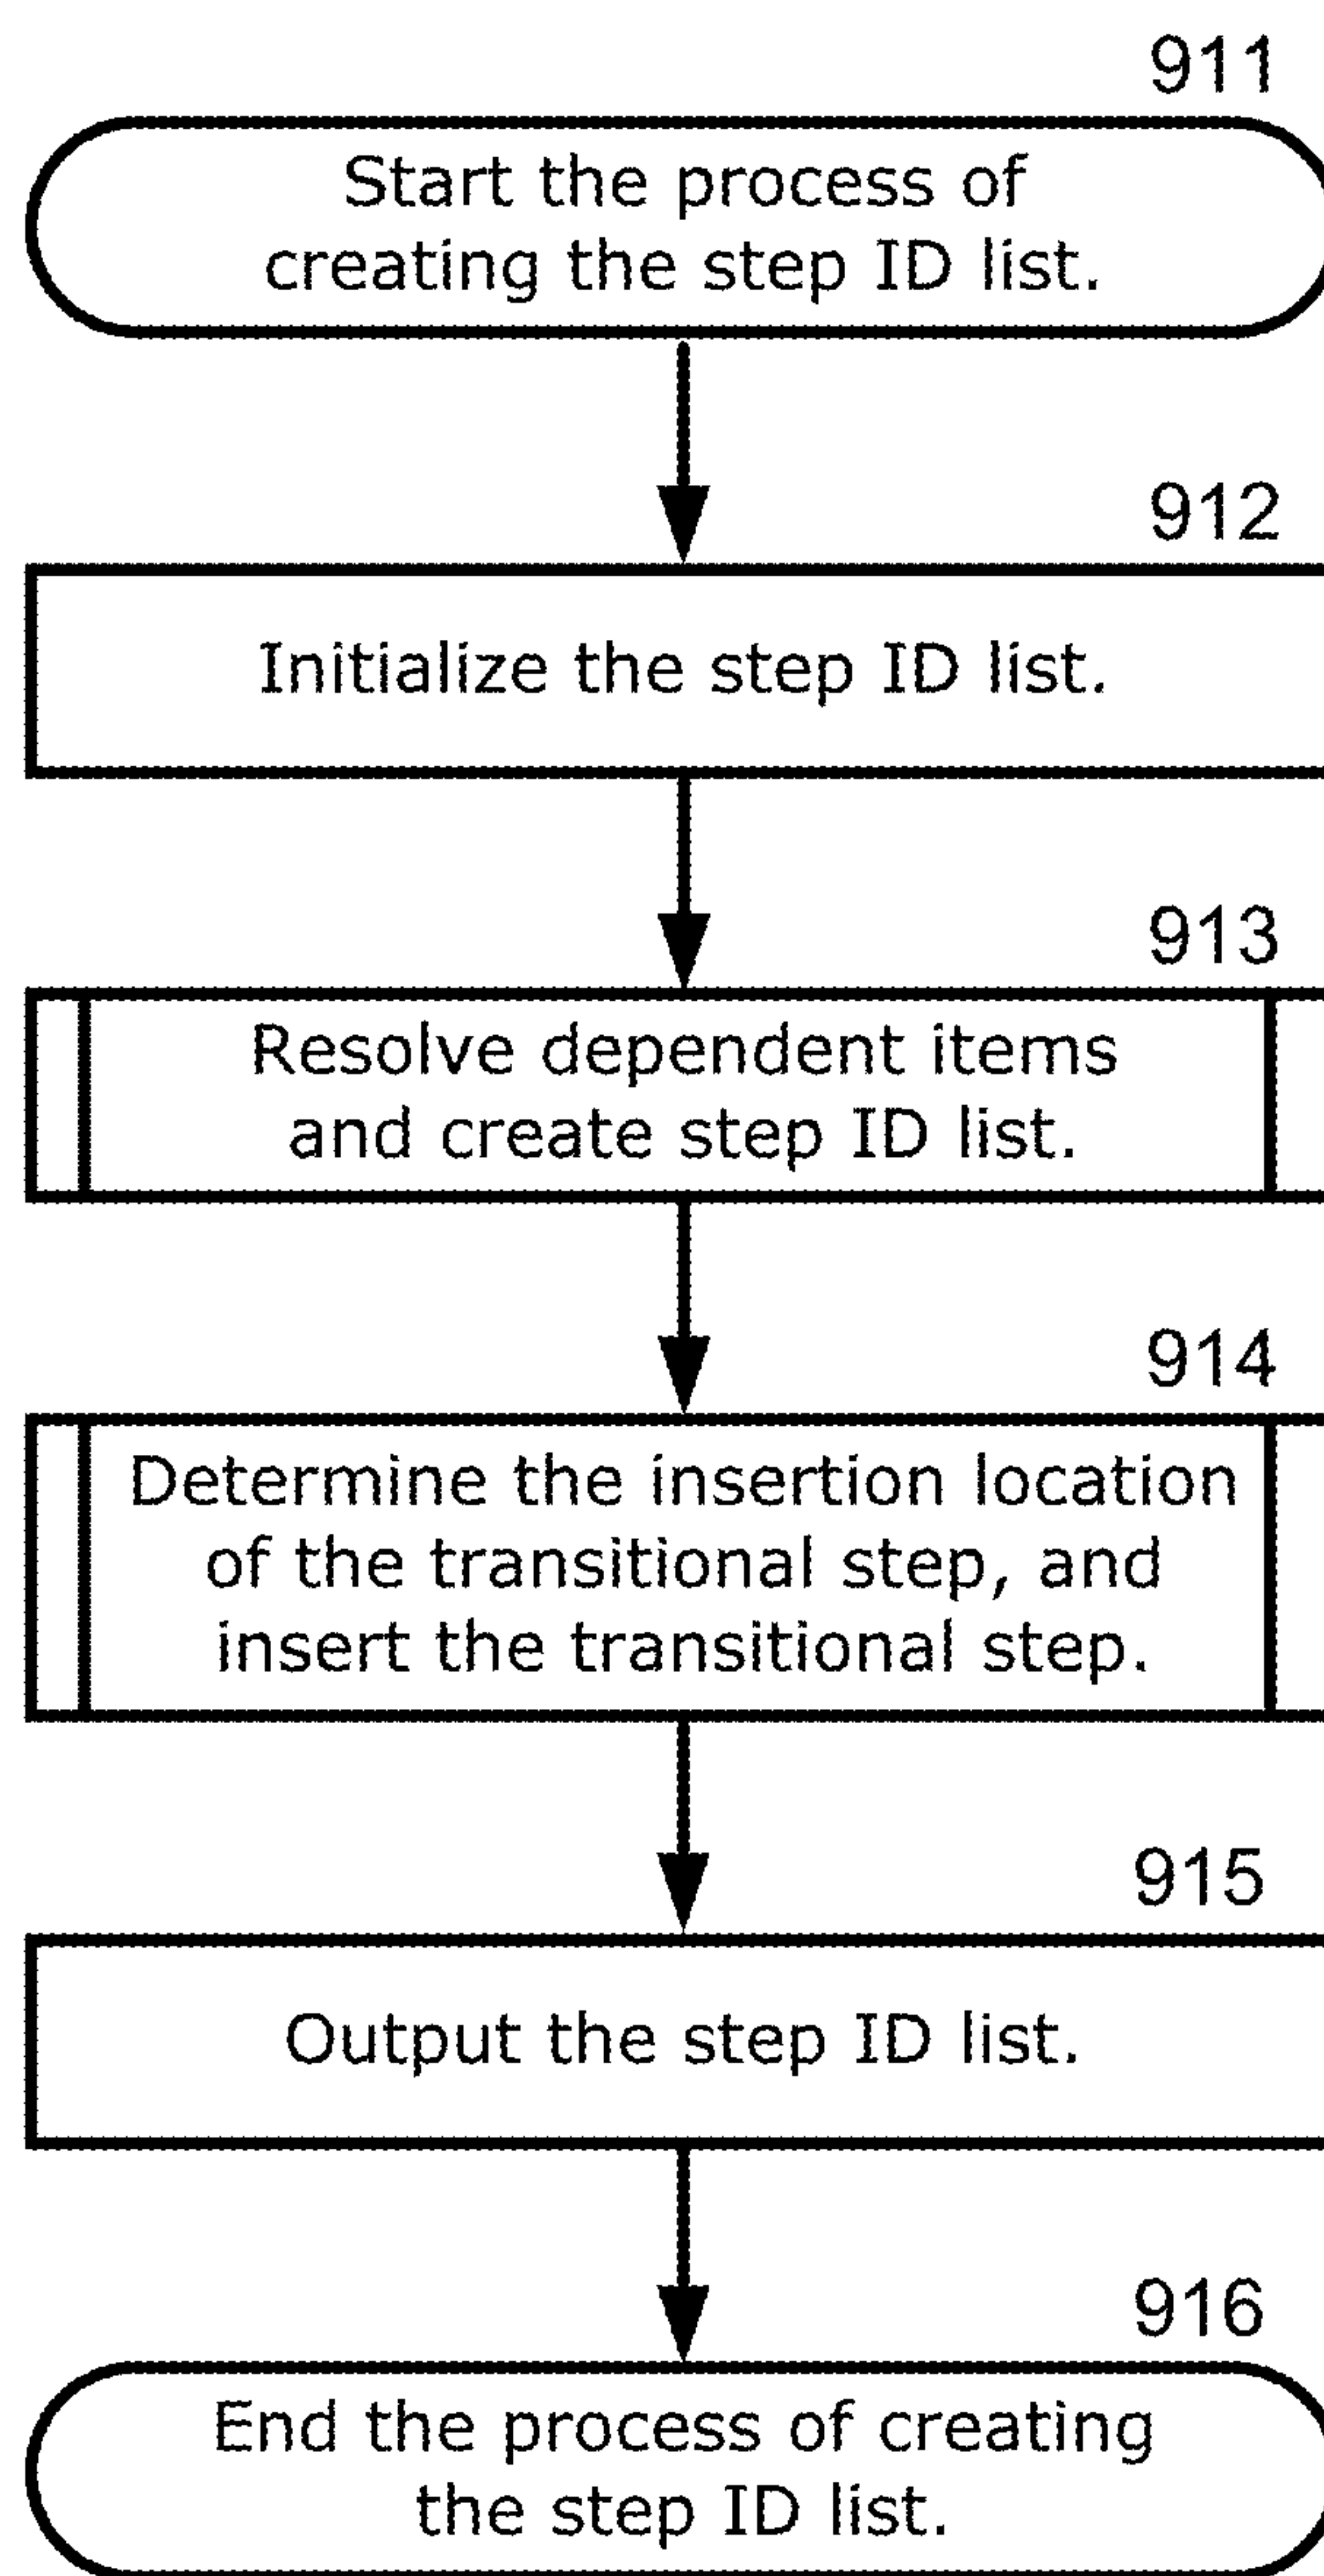 911
Start the process of
creating the step ID list.
912
Initialize the step ID list.
913
Resolve dependent items
and create step ID list.
914
Determine the insertion location
of the transitional step, and
insert the transitional step.
915
Output the step ID list.
916
End the process of creating
the step ID list.